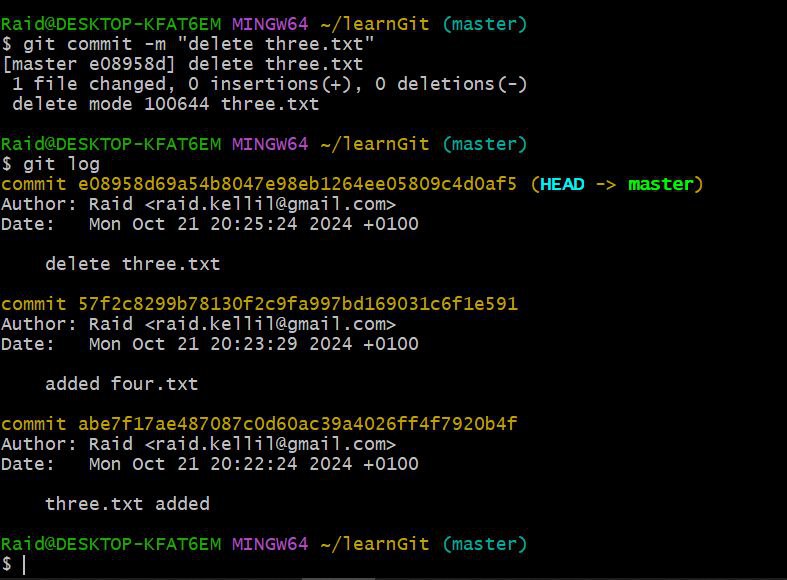 Raid@DESKTOP-KFAT6EM MINGW64 ~/learnGit (master)
$ git commit -m "delete three.txt"
[master e08958d] delete three.txt
 1 file changed, 0 insertions(+), 0 deletions(-)
 delete mode 100644 three.txt

Raid@DESKTOP-KFAT6EM MINGW64 ~/learnGit (master)
$ git log
commit e08958d69a54b8047e98eb1264ee05809c4d0af5 (HEAD -> master)
Author: Raid <raid.kellil@gmail.com>
Date:   Mon Oct 21 20:25:24 2024 +0100

    delete three.txt

commit 57f2c8299b78130f2c9fa997bd169031c6f1e591
Author: Raid <raid.kellil@gmail.com>
Date:   Mon Oct 21 20:23:29 2024 +0100

    added four.txt

commit abe7f17ae487087c0d60ac39a4026ff4f7920b4f
Author: Raid <raid.kellil@gmail.com>
Date:   Mon Oct 21 20:22:24 2024 +0100

    three.txt added

Raid@DESKTOP-KFAT6EM MINGW64 ~/learnGit (master)
$